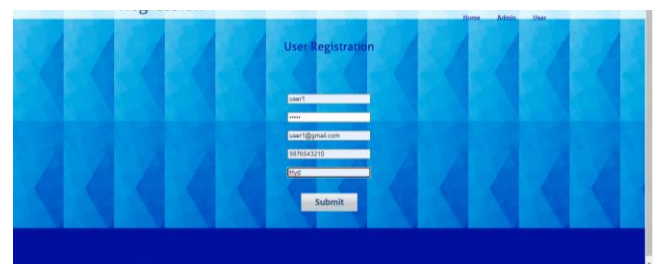 Home Admin User
User Registration
user1
•••••
user1@gmail.com
9876543210
Hyd
Submit